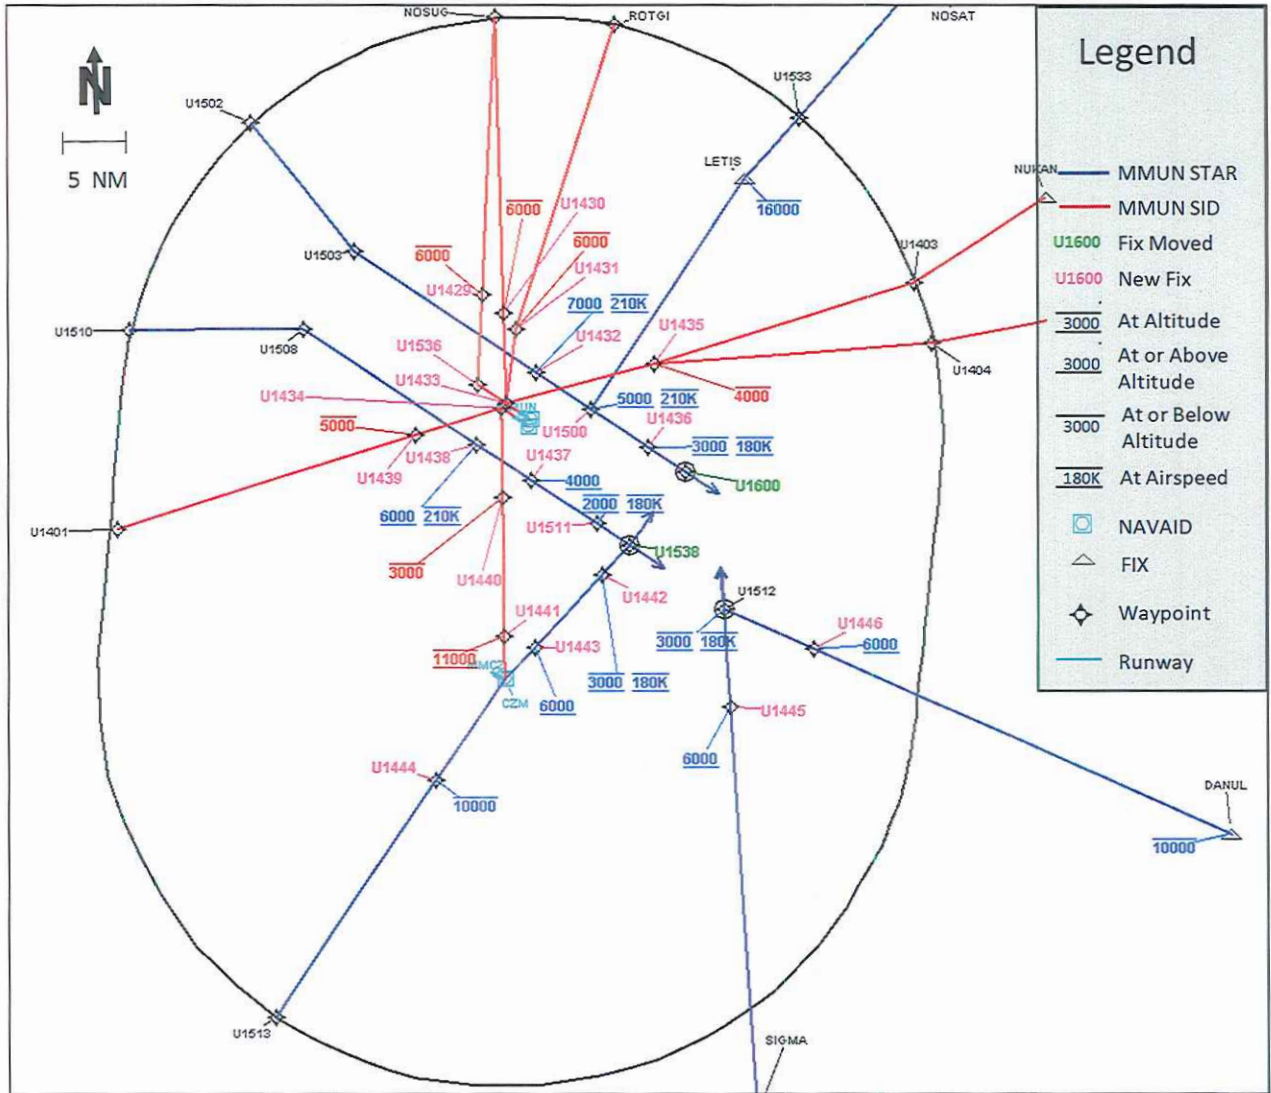 NOSUG
ROTGI
NOSAT
Legend
N
U1533
U1502
5 NM
LETIS
16000
NUKAN
MMUN STAR
MMUN SID
U1600 Fix Moved
U1600 New Fix
3000 At Altitude
3000 At or Above
Altitude
3000 At or Below
Altitude
180K At Airspeed
NAVAID
FIX
Waypoint
Runway
U1430
6000
6000
U1403
U1503
6000
U1429
U1431
7000 210K
U1435
U1510
U1508
U1536
U1432
U1433
U1404
U1434
4000
5000 210K
5000
U1500
U1436
3000 180K
U1438
U1439
U1437
U1600
4000
6000 210K
2000 180K
U1511
U1401
U1538
3000
U1440
U1442
U1512
U1441
U1446
3000 180K
6000
U1443
11000
3000 180K
CZM
6000
U1445
6000
U1444
10000
DANUL
10000
U1513
SIGMA